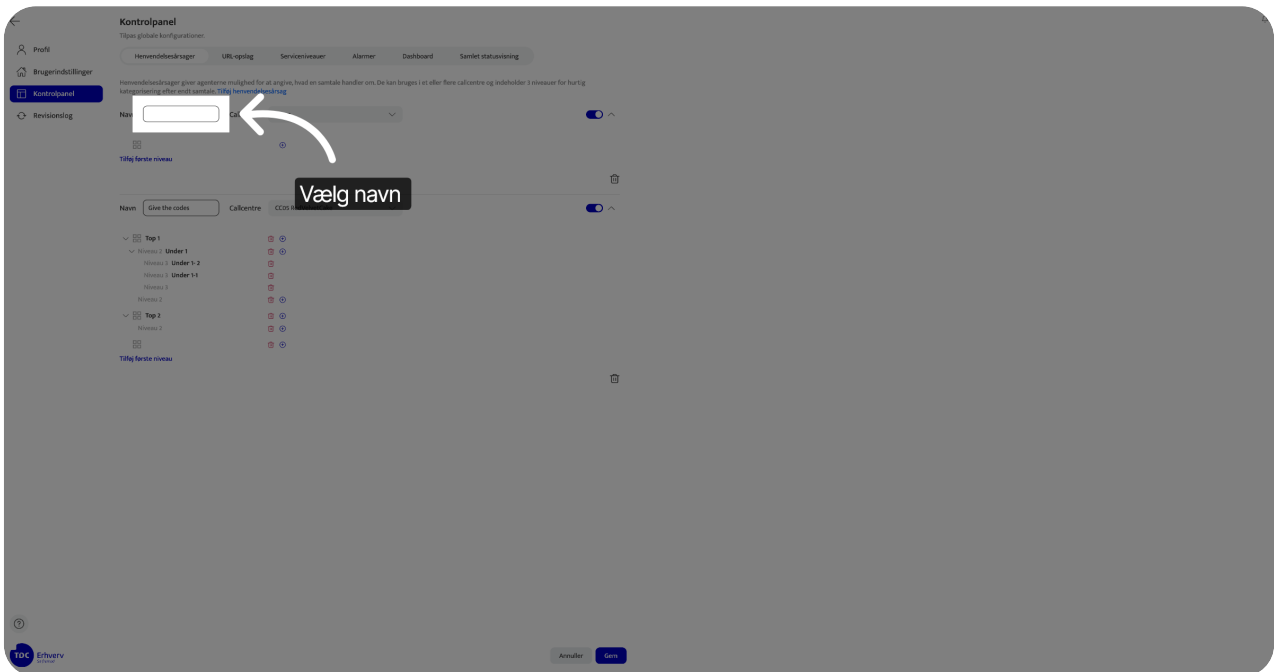 Kontrolpanel
Tilpas globale konfigurationer.
Profil
Brugerindstillinger
Kontrolpanel
Revisionslog
Henvendelsesårsager URL-opslag Serviceniveauer Alarmer Dashboard Samlet statusvisning
Henvendelsesårsager giver agenterne mulighed for at angive, hvad en samtale handler om. De kan bruges i et eller flere callcentre og indeholder 3 niveauer for hurtig
kategorisering efter endt samtale. Tilføj henvendelsesårsag
Tilføj første niveau
Vælg navn
Navn Give the codes Callcentre CCDS
Top 1
Niveau 2 Under 1
Niveau 3 Under 1-2
Niveau 3 Under 1-1
Niveau 3
Niveau 2
Top 2
Niveau 2
Tilføj første niveau
TDC Erhverv
Annuller Gem